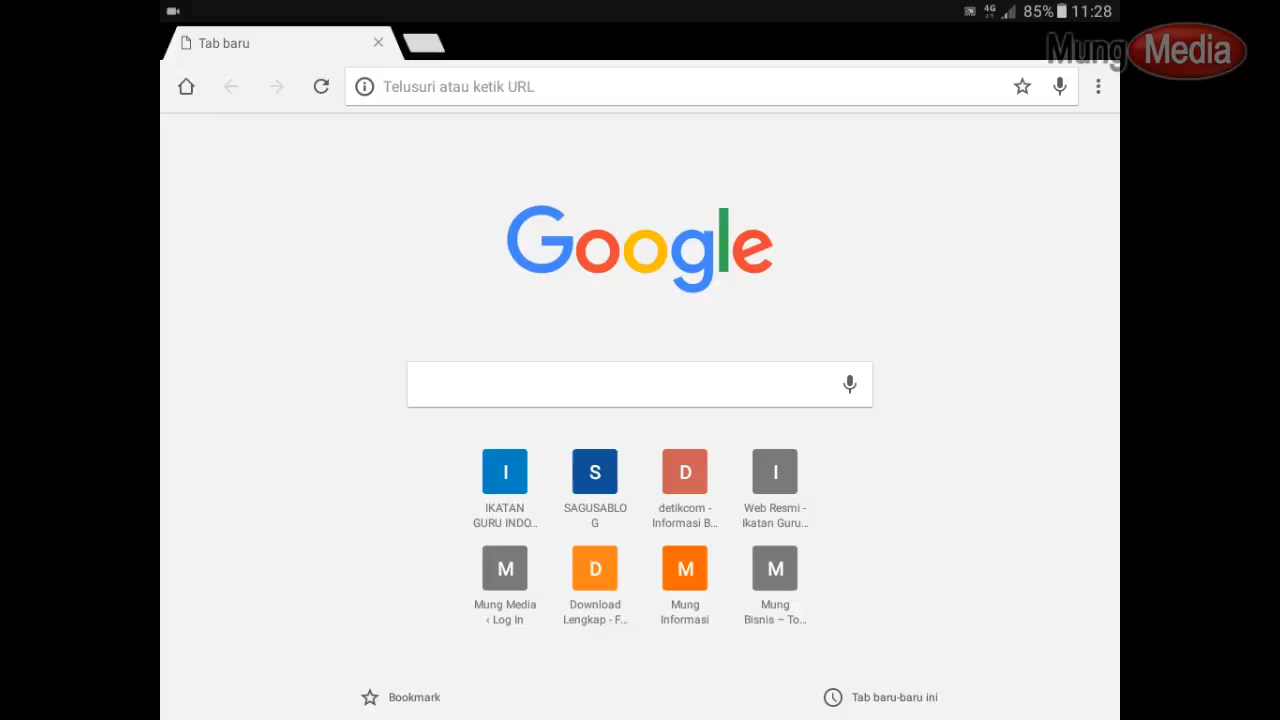 4G 85% 11:28
Mung Media
Tab baru
Telusuri atau ketik URL
Google
I S D I
IKATAN SAGUSABLO detikcom - Web Resmi -
GURU INDO... G Informasi B... Ikatan Guru...
M D M M
Mung Media Download Mung Mung
‹ Log In Lengkap - F... Informasi Bisnis – To...
Bookmark Tab baru-baru ini